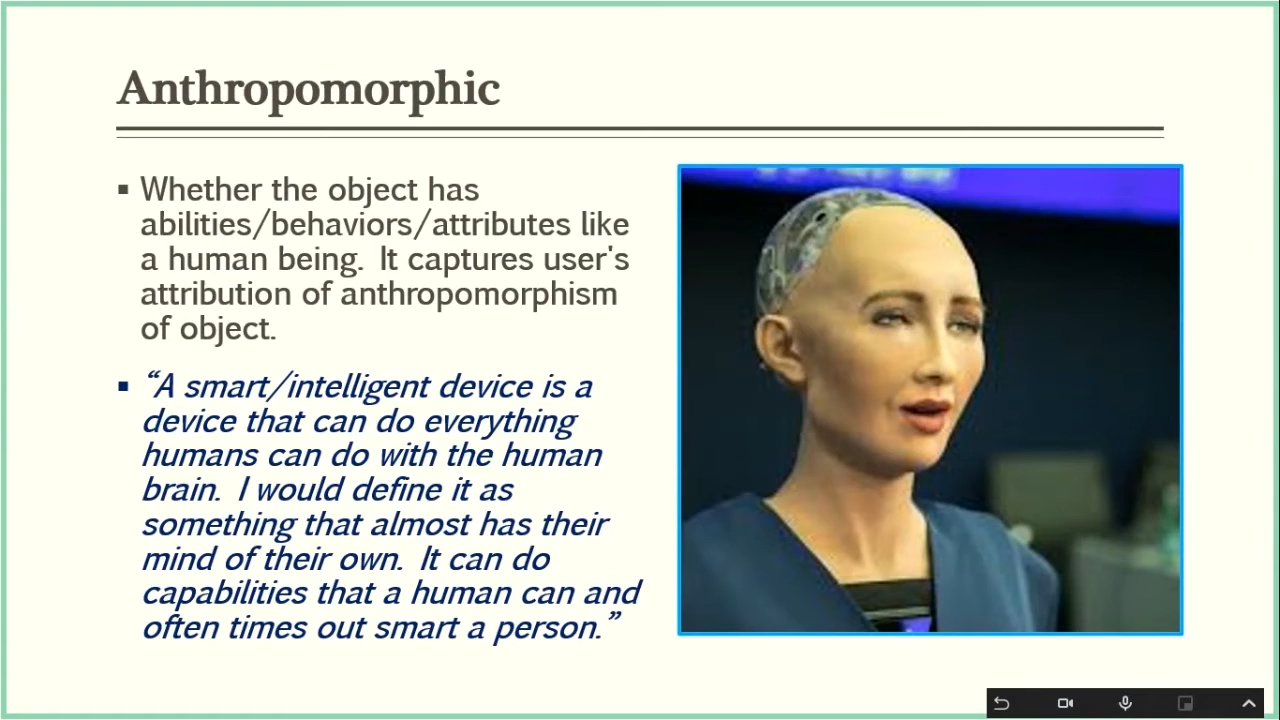 Anthropomorphic
▪ Whether the object has
abilities/behaviors/attributes like
a human being. It captures user's
attribution of anthropomorphism
of object.
▪ “A smart/intelligent device is a
device that can do everything
humans can do with the human
brain. I would define it as
something that almost has their
mind of their own. It can do
capabilities that a human can and
often times out smart a person.”